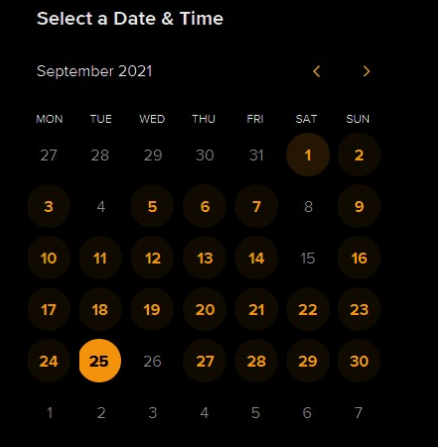 Select a Date & Time
September 2021
MON TUE WED THU FRI SAT SUN
27 28 29 30 31 1 2
3 4 5 6 7 8 9
10 11 12 13 14 15 16
17 18 19 20 21 22 23
24 25 26 27 28 29 30
1 2 3 4 5 6 7